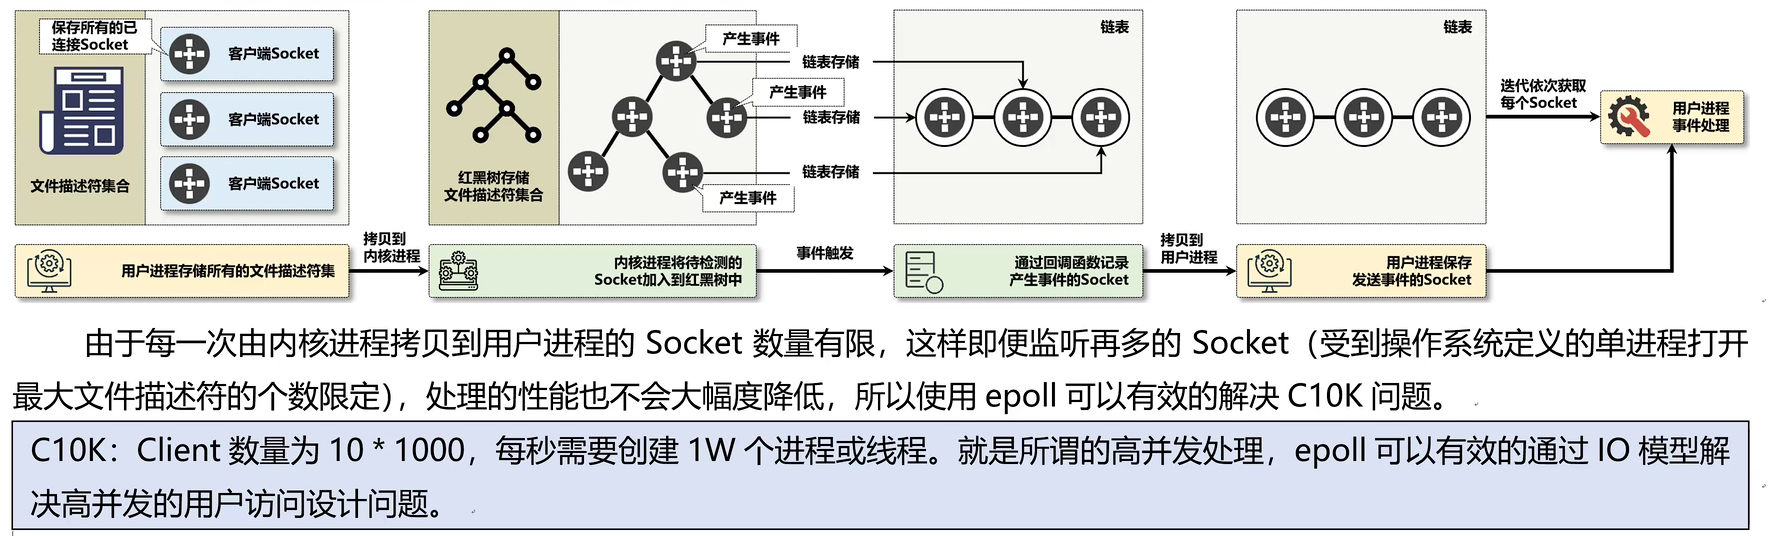 保存所有的已
连接Socket
文件描述符集合
客户端Socket
客户端Socket
客户端Socket
用户进程存储所有的文件描述符集
拷贝到
内核进程
红黑树存储
文件描述符集合
产生事件
产生事件
产生事件
内核进程将待检测的
Socket加入到红黑树中
链表存储
链表存储
链表存储
事件触发
链表
通过回调函数记录
产生事件的Socket
拷贝到
用户进程
链表
用户进程保存
发送事件的Socket
迭代依次获取
每个Socket
用户进程
事件处理
由于每一次由内核进程拷贝到用户进程的 Socket 数量有限，这样即便监听再多的 Socket（受到操作系统定义的单进程打开
最大文件描述符的个数限定），处理的性能也不会大幅度降低，所以使用 epoll 可以有效的解决 C10K 问题。
C10K：Client 数量为 10 * 1000，每秒需要创建 1W 个进程或线程。就是所谓的高并发处理，epoll 可以有效的通过 IO 模型解
决高并发的用户访问设计问题。